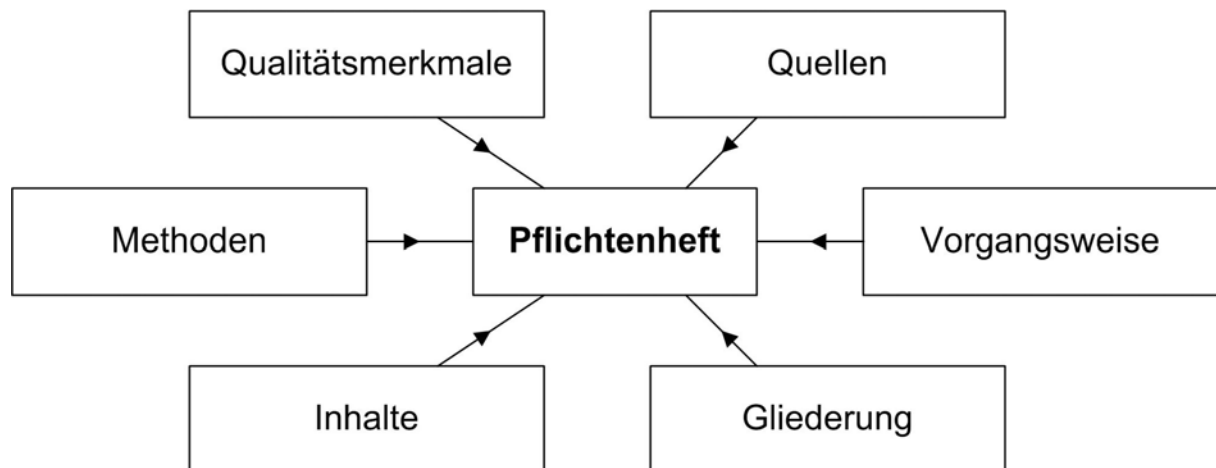 Qualitätsmerkmale
Quellen
Methoden
Pflichtenheft
Vorgangsweise
Inhalte
Gliederung